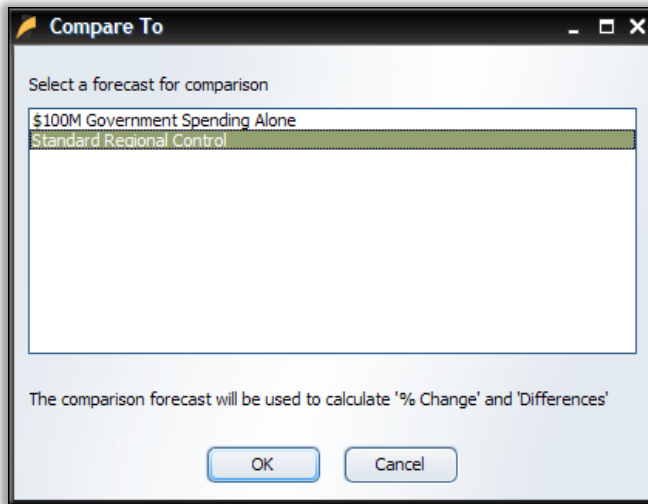 Compare To
Select a forecast for comparison
$100M Government Spending Alone
Standard Regional Control
The comparison forecast will be used to calculate '% Change' and 'Differences'
OK
Cancel